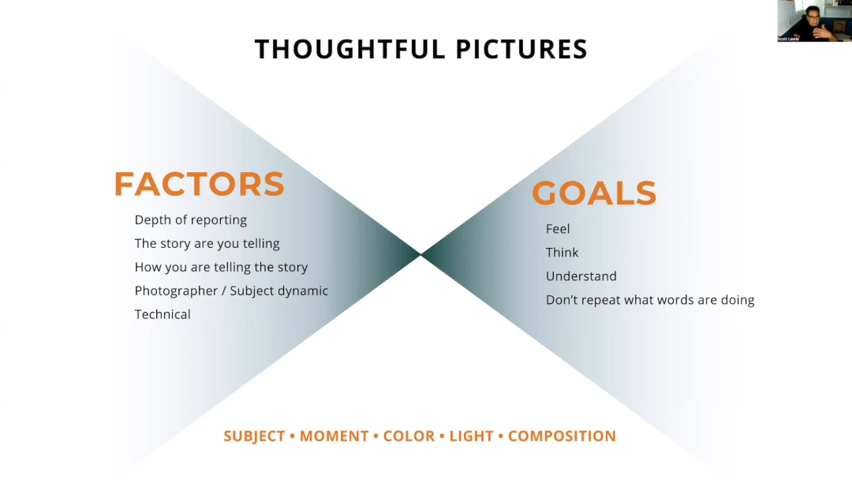 THOUGHTFUL PICTURES
FACTORS
Depth of reporting
The story are you telling
How you are telling the story
Photographer / Subject dynamic
Technical
GOALS
Feel
Think
Understand
Don't repeat what words are doing
SUBJECT • MOMENT • COLOR • LIGHT • COMPOSITION